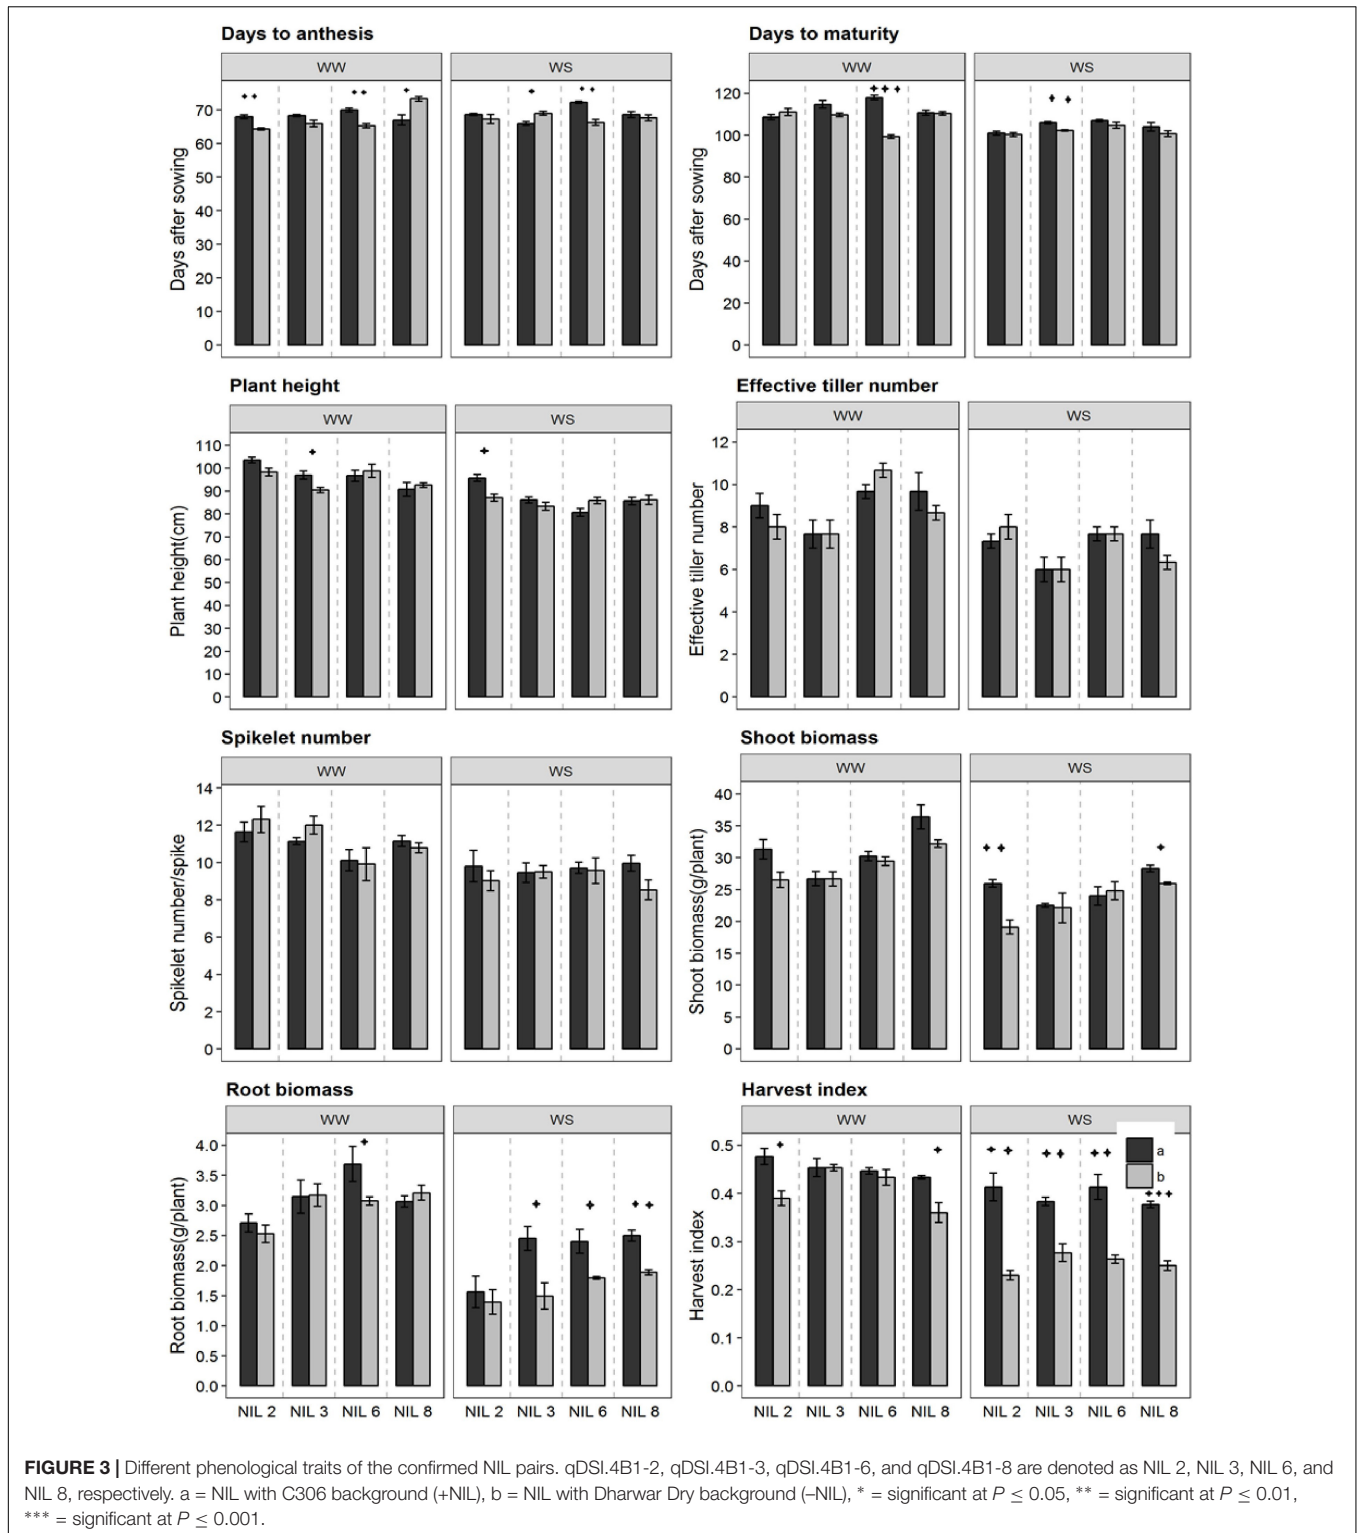 Days to anthesis
WW
WS
Days after sowing
70
60
50
40
30
20
10
0
Days to maturity
WW
WS
Days after sowing
120
100
80
60
40
20
0
Plant height
WW
WS
Plant height(cm)
110
100
90
80
70
60
50
40
30
20
10
0
Effective tiller number
WW
WS
Effective tiller number
12
10
8
6
4
2
0
Spikelet number
WW
WS
Spikelet number/spike
14
12
10
8
6
4
2
0
Shoot biomass
WW
WS
Shoot biomass(g/plant)
40
35
30
25
20
15
10
5
0
Root biomass
WW
WS
Root biomass(g/plant)
4.0
3.5
3.0
2.5
2.0
1.5
1.0
0.5
0.0
NIL 2 NIL 3 NIL 6 NIL 8
NIL 2 NIL 3 NIL 6 NIL 8
Harvest index
WW
WS
a
b
Harvest index
0.5
0.4
0.3
0.2
0.1
0.0
NIL 2 NIL 3 NIL 6 NIL 8
NIL 2 NIL 3 NIL 6 NIL 8
FIGURE 3 | Different phenological traits of the confirmed NIL pairs. qDSI.4B1-2, qDSI.4B1-3, qDSI.4B1-6, and qDSI.4B1-8 are denoted as NIL 2, NIL 3, NIL 6, and
NIL 8, respectively. a = NIL with C306 background (+NIL), b = NIL with Dharwar Dry background (–NIL), * = significant at P ≤ 0.05, ** = significant at P ≤ 0.01,
*** = significant at P ≤ 0.001.